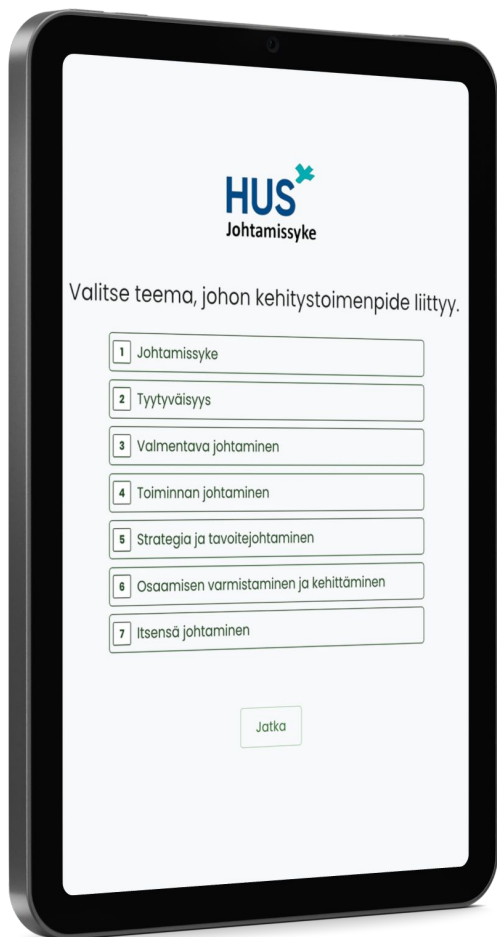 HUS
Johtamissyke
Valitse teema, johon kehitystoimenpide liittyy.
1 Johtamissyke
2 Tyytyväisyys
3 Valmentava johtaminen
4 Toiminnan johtaminen
5 Strategia ja tavoitejohtaminen
6 Osaamisen varmistaminen ja kehittäminen
7 Itsensä johtaminen
Jatka